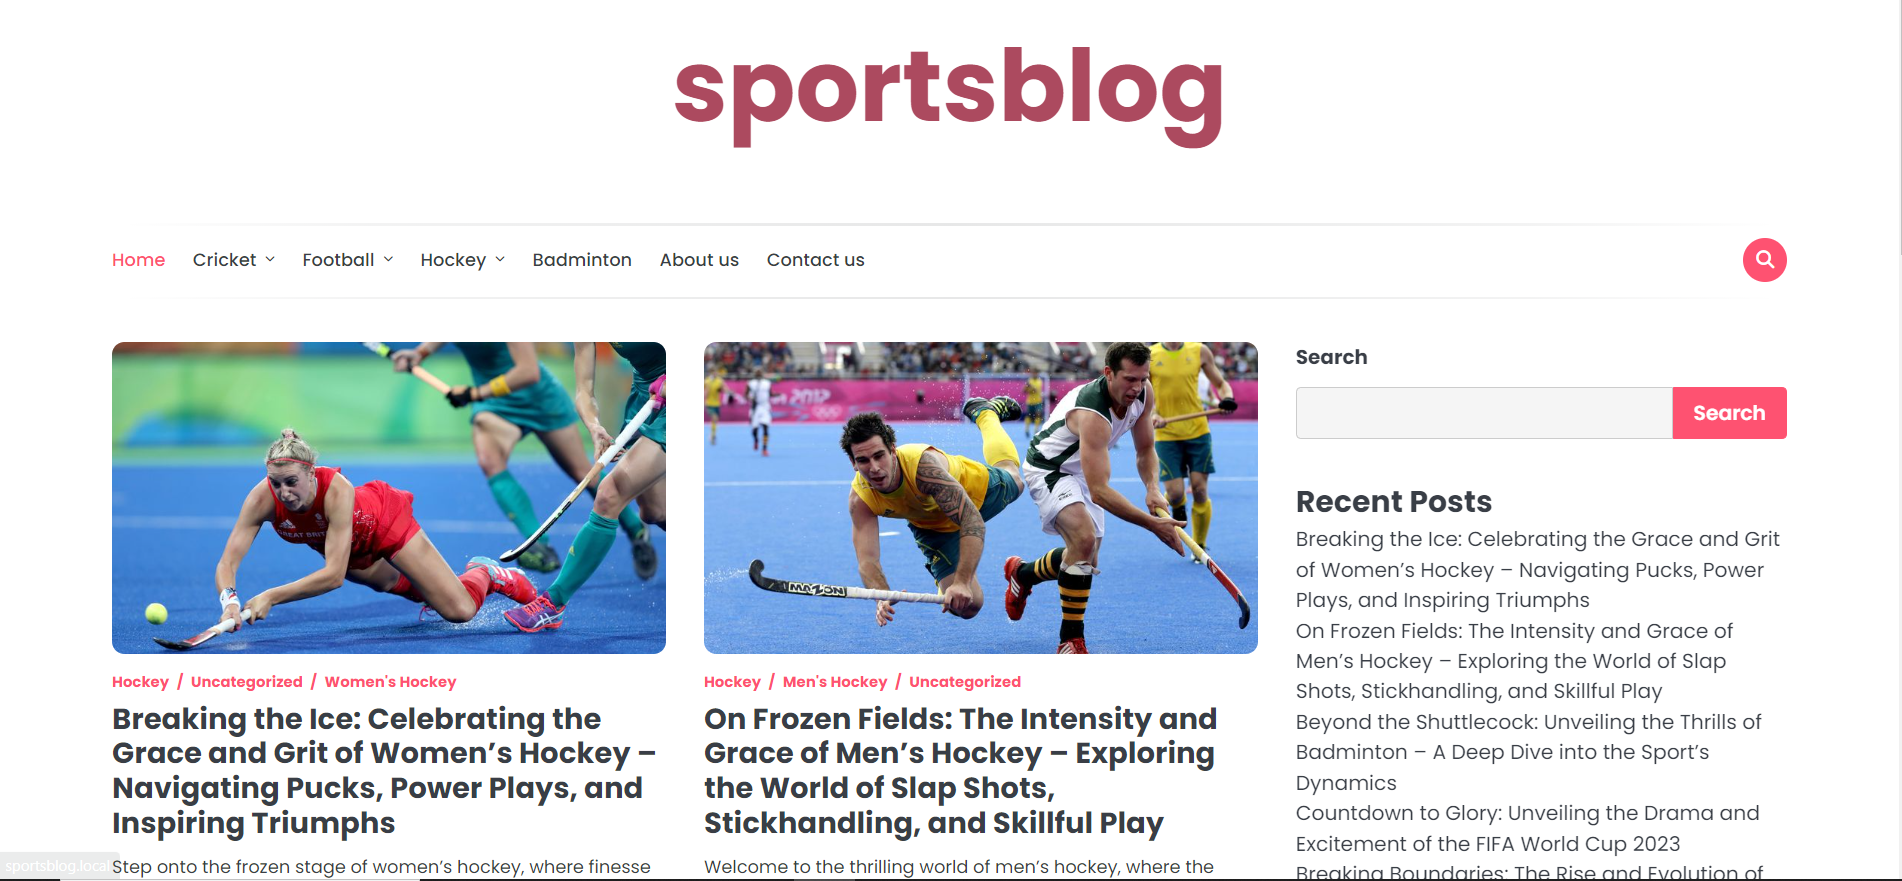 sportsblog
Home
Cricket
Football
Hockey
Badminton
About us
Contact us
2012
GREAT BRIT
MAZON
Hockey / Uncategorized / Women's Hockey
Breaking the Ice: Celebrating the
Grace and Grit of Women’s Hockey –
Navigating Pucks, Power Plays, and
Inspiring Triumphs
Step onto the frozen stage of women’s hockey, where finesse
Hockey / Men's Hockey / Uncategorized
On Frozen Fields: The Intensity and
Grace of Men’s Hockey – Exploring
the World of Slap Shots,
Stickhandling, and Skillful Play
Welcome to the thrilling world of men’s hockey, where the
Search
Search
Recent Posts
Breaking the Ice: Celebrating the Grace and Grit
of Women’s Hockey – Navigating Pucks, Power
Plays, and Inspiring Triumphs
On Frozen Fields: The Intensity and Grace of
Men’s Hockey – Exploring the World of Slap
Shots, Stickhandling, and Skillful Play
Beyond the Shuttlecock: Unveiling the Thrills of
Badminton – A Deep Dive into the Sport’s
Dynamics
Countdown to Glory: Unveiling the Drama and
Excitement of the FIFA World Cup 2023
Breaking Boundaries: The Rise and Evolution of
sportsblog.local